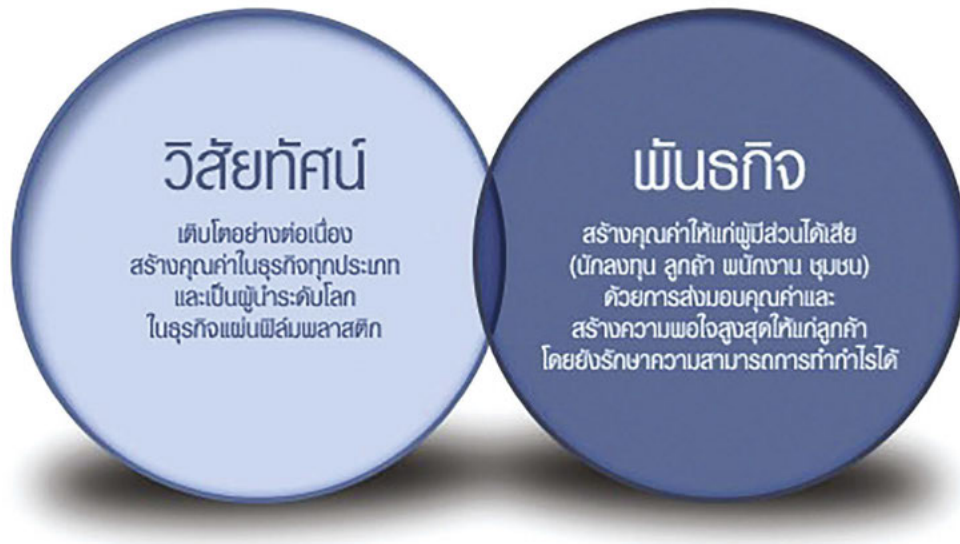 วิสัยทัศน์
เติบโตอย่างต่อเนื่อง
สร้างคุณค่าในธุรกิจทุกประเภท
และเป็นผู้นำระดับโลก
ในธุรกิจแผ่นฟิล์มพลาสติก
พันธกิจ
สร้างคุณค่าให้แก่ผู้มีส่วนได้เสีย
(นักลงทุน ลูกค้า พนักงาน ชุมชน)
ด้วยการส่งมอบคุณค่าและ
สร้างความพอใจสูงสุดให้แก่ลูกค้า
โดยยังรักษาความสามารถการทำกำไรได้